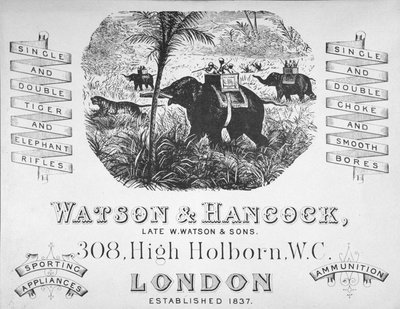 SINGLE
AND
DOUBLE
TIGER
AND
ELEPHANT
RIFLES
SINGLE
AND
DOUBLE
CHOKE
AND
SMOOTH
BORES
WATSON & HANCOCK,
LATE W. WATSON & SONS.
308, High Holborn, W.C.
SPORTING
APPLIANCES
AMMUNITION
LONDON
ESTABLISHED 1837.